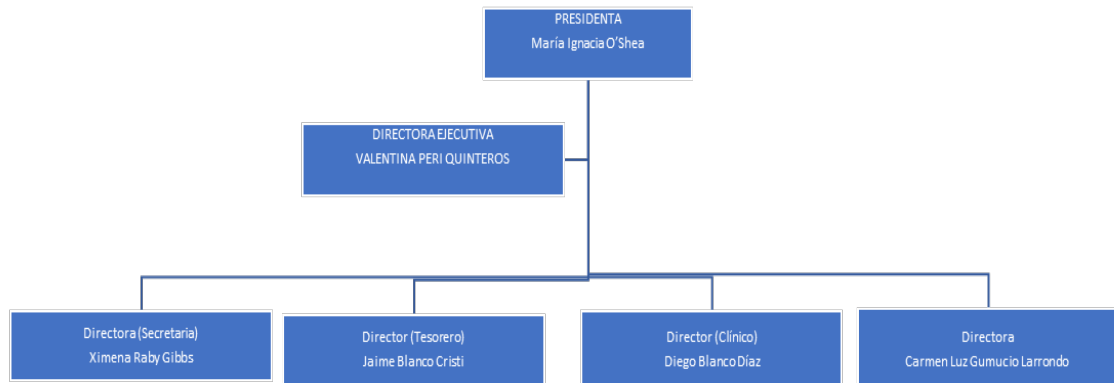 PRESIDENTA
María Ignacia O’Shea
DIRECTORA EJECUTIVA
VALENTINA PERI QUINTEROS
Directora (Secretaria)
Ximena Raby Gibbs
Director (Tesorero)
Jaime Blanco Cristi
Director (Clínico)
Diego Blanco Díaz
Directora
Carmen Luz Gumucio Larrondo